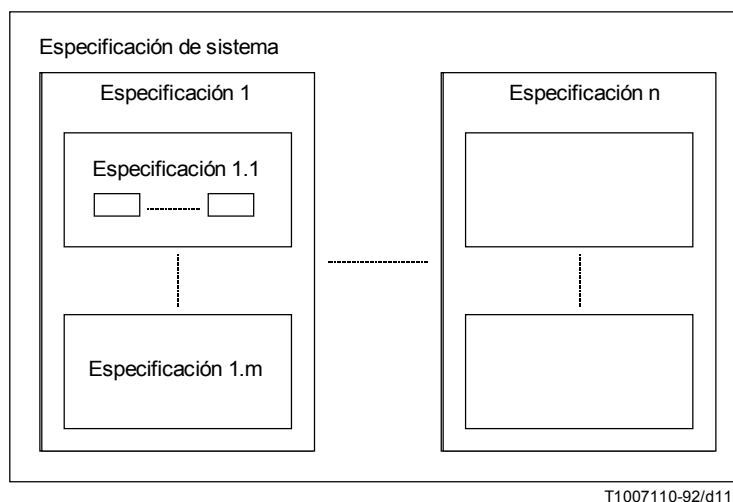 Especificación de sistema
Especificación 1
Especificación n
Especificación 1.1
Especificación 1.m
T1007110-92/d11